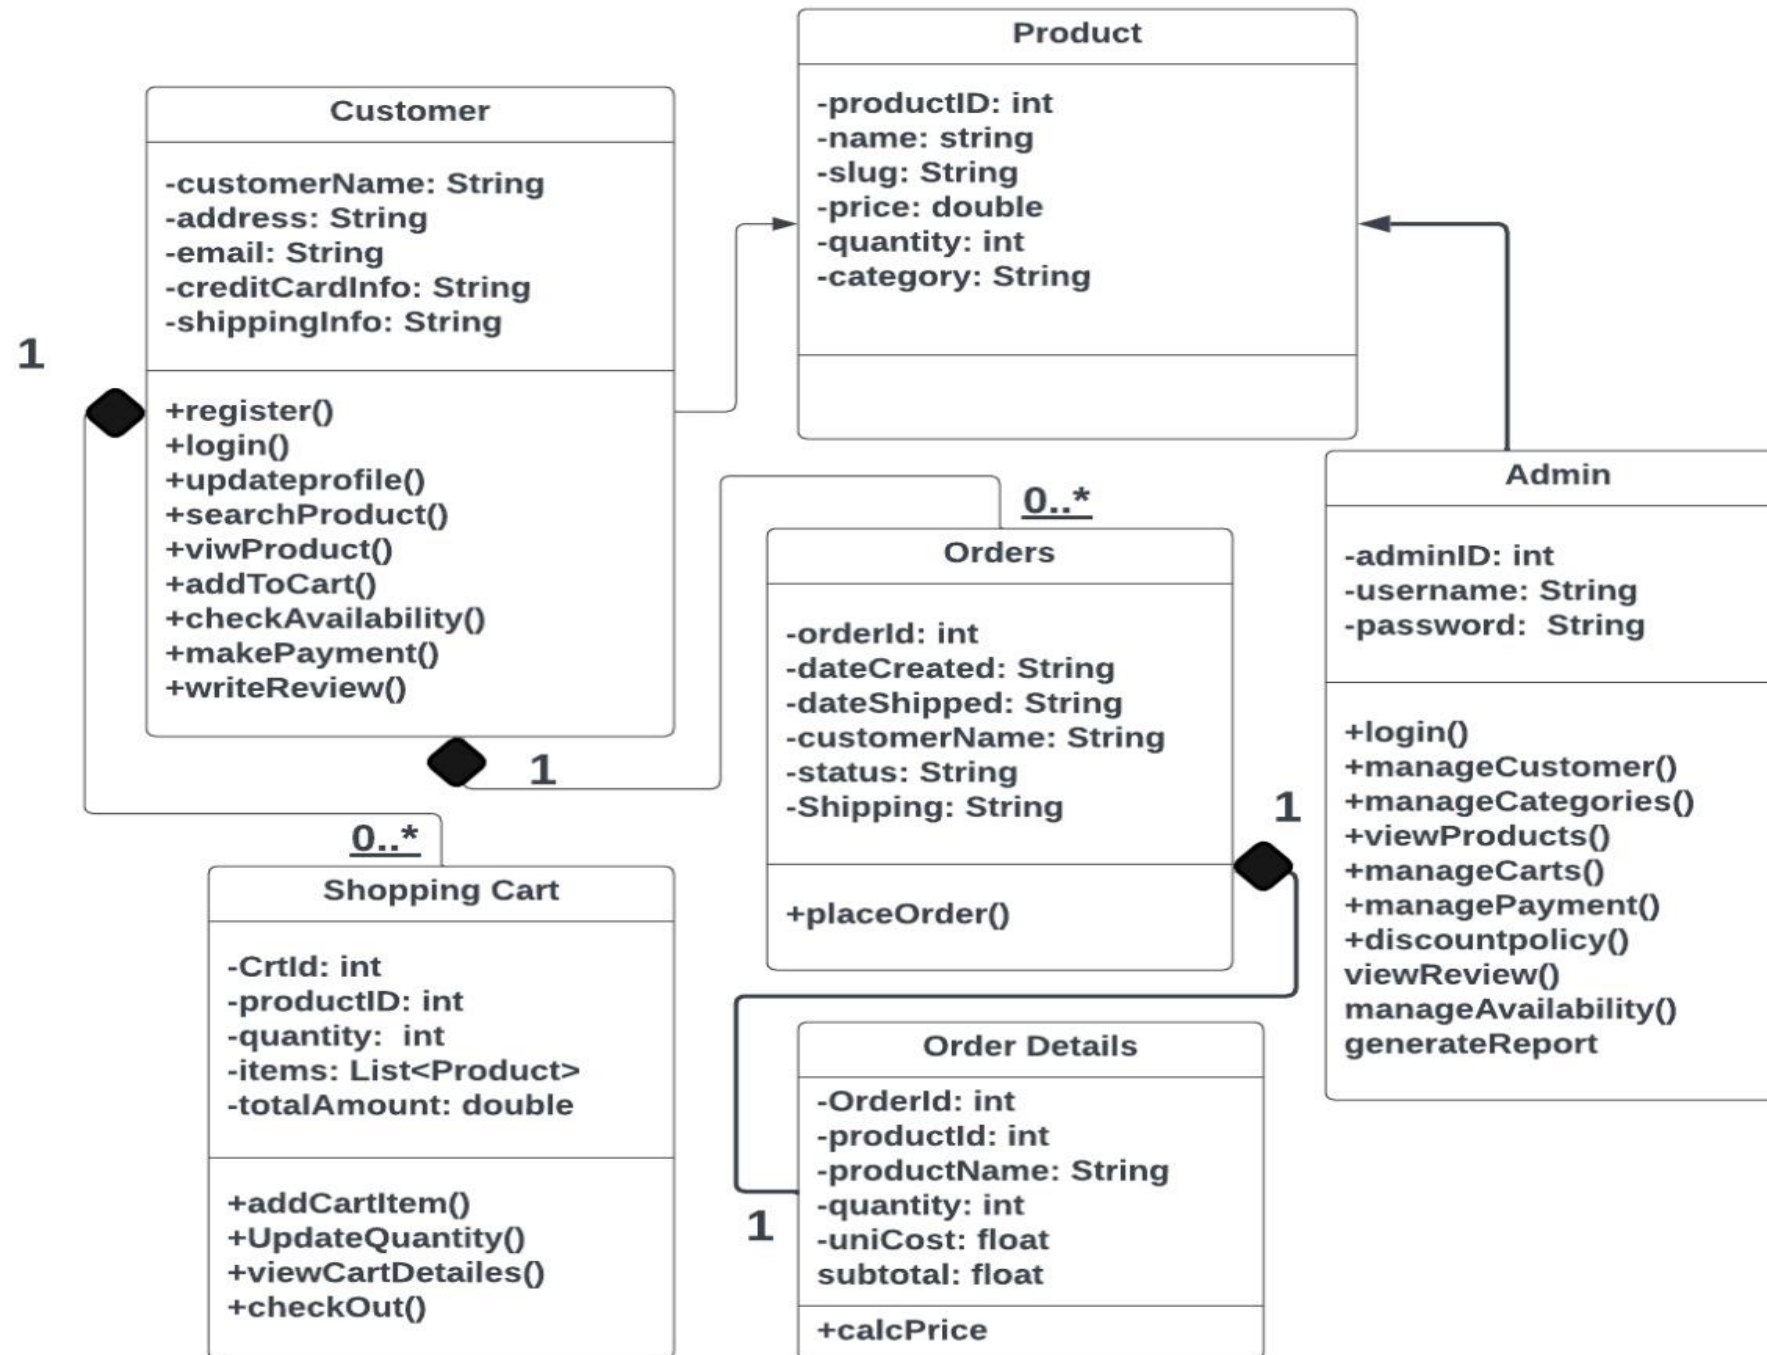 Product
-productID: int
-name: string
-slug: String
-price: double
-quantity: int
-category: String
Customer
-customerName: String
-address: String
-email: String
-creditCardInfo: String
-shippingInfo: String
1
+register()
+login()
+updateprofile()
+searchProduct()
+viwProduct()
+addToCart()
+checkAvailability()
+makePayment()
+writeReview()
1
0..*
Orders
-orderId: int
-dateCreated: String
-dateShipped: String
-customerName: String
-status: String
-Shipping: String
1
+placeOrder()
Admin
-adminID: int
-username: String
-password:  String
+login()
+manageCustomer()
+manageCategories()
+viewProducts()
+manageCarts()
+managePayment()
+discountpolicy()
viewReview()
manageAvailability()
generateReport
0..*
Shopping Cart
-CrtId: int
-productID: int
-quantity:  int
-items: List<Product>
-totalAmount: double
+addCartItem()
+UpdateQuantity()
+viewCartDetailes()
+checkOut()
Order Details
-OrderId: int
-productId: int
-productName: String
-quantity: int
-uniCost: float
subtotal: float
1
+calcPrice